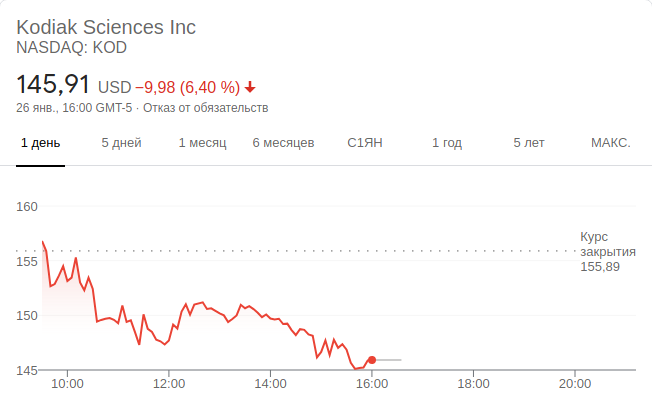 Kodiak Sciences Inc
NASDAQ: KOD
145,91 USD −9,98 (6,40 %)
26 янв., 16:00 GMT-5 · Отказ от обязательств
1 день 5 дней 1 месяц 6 месяцев С1ЯН 1 год 5 лет МАКС.
160
Курс
закрытия
155,89
155
150
145
10:00 12:00 14:00 16:00 18:00 20:00